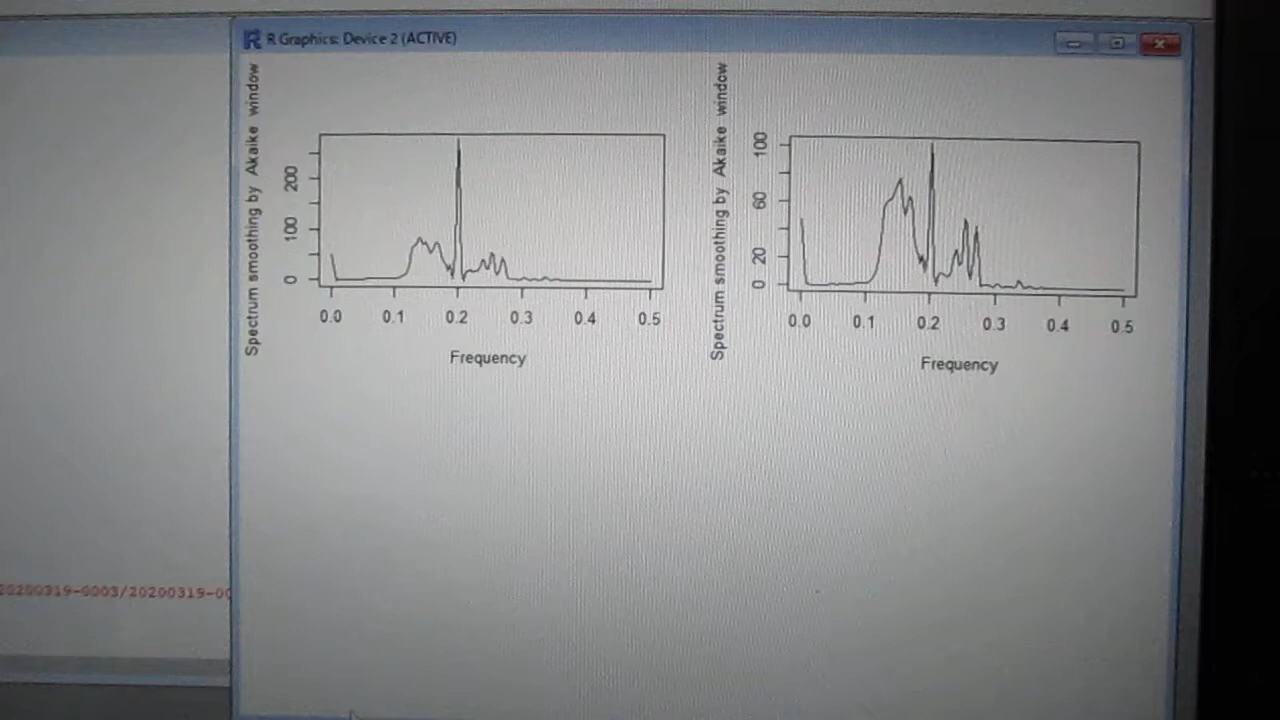 R Graphics: Device 2 (ACTIVE)
Spectrum smoothing by Akaike window
200
100
0
0.0 0.1 0.2 0.3 0.4 0.5
Frequency
Spectrum smoothing by Akaike window
100
60
20
0
0.0 0.1 0.2 0.3 0.4 0.5
Frequency
20200319-0003/20200319-00